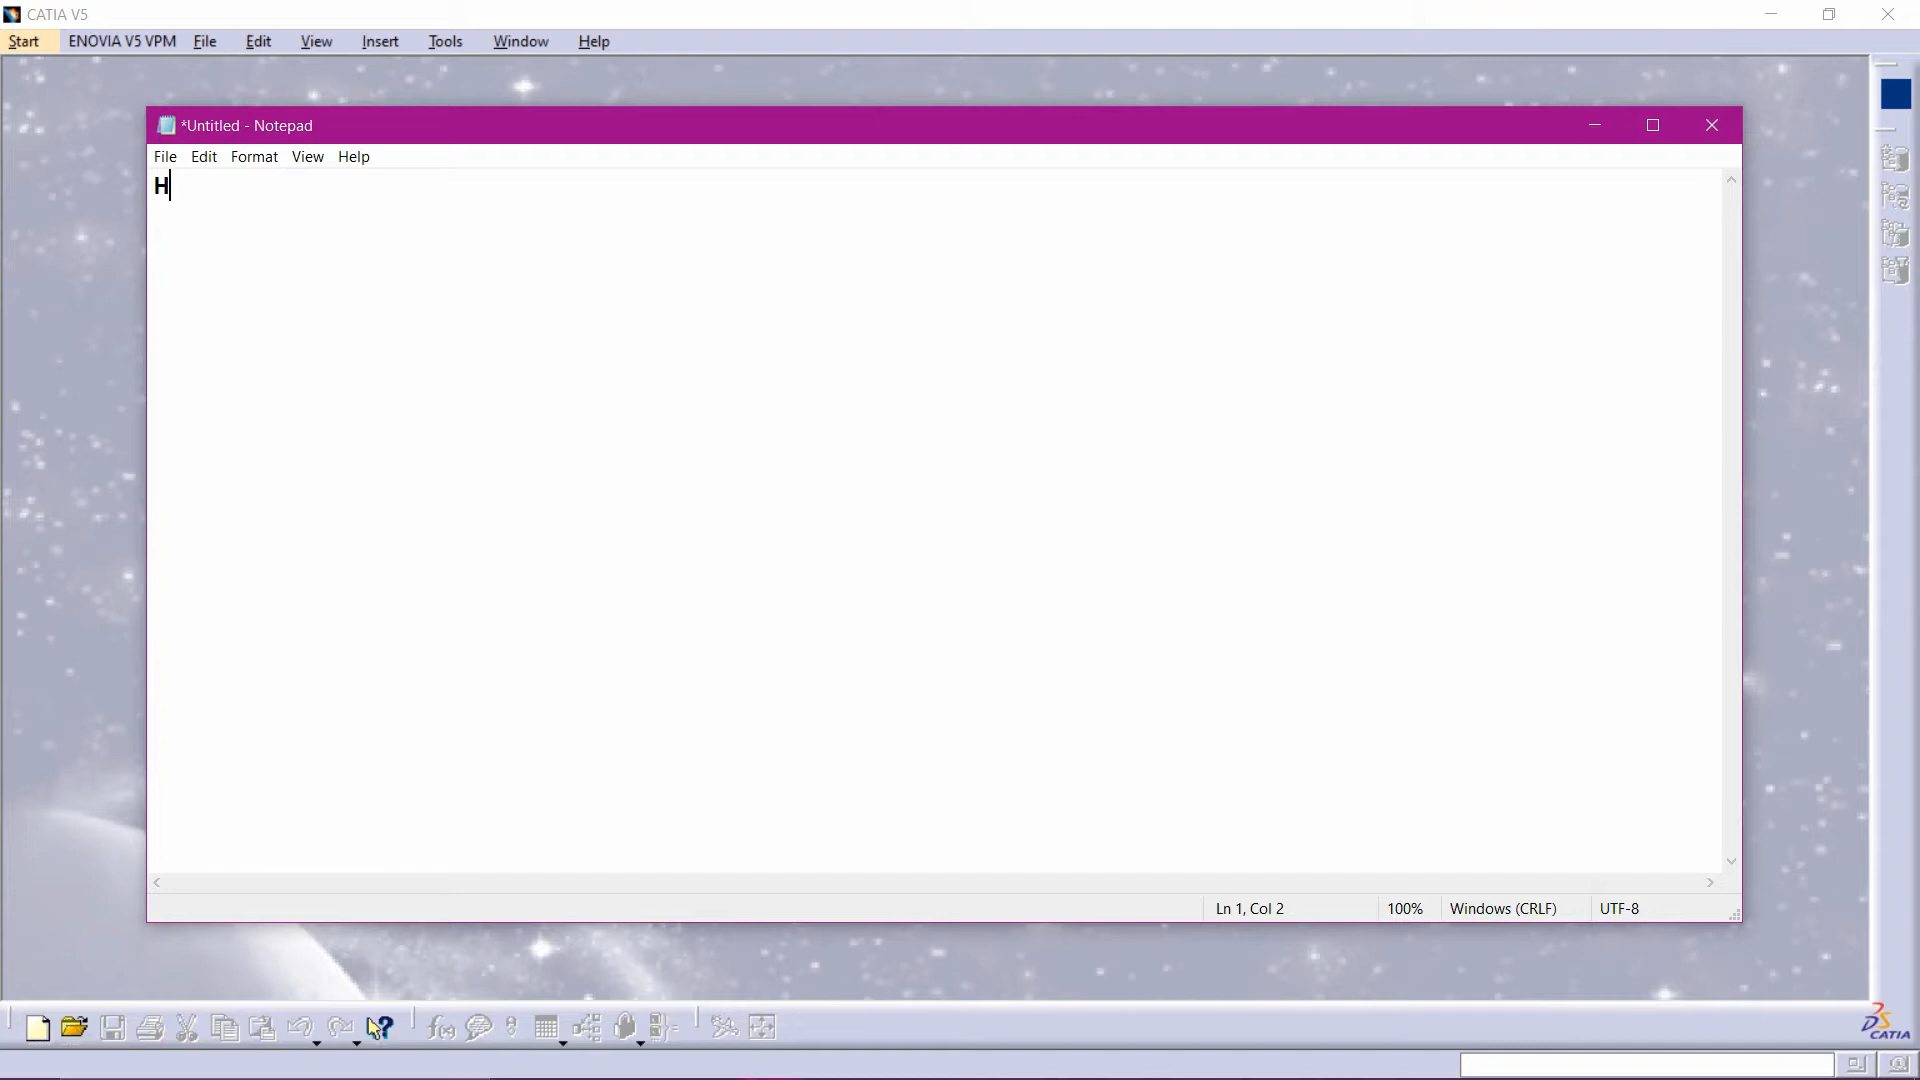 CATIA V5
Start ENOVIA V5 VPM File Edit View Insert Tools Window Help
*Untitled - Notepad
File Edit Format View Help
H
Ln 1, Col 2 100% Windows (CRLF) UTF-8
f(x)
CATIA